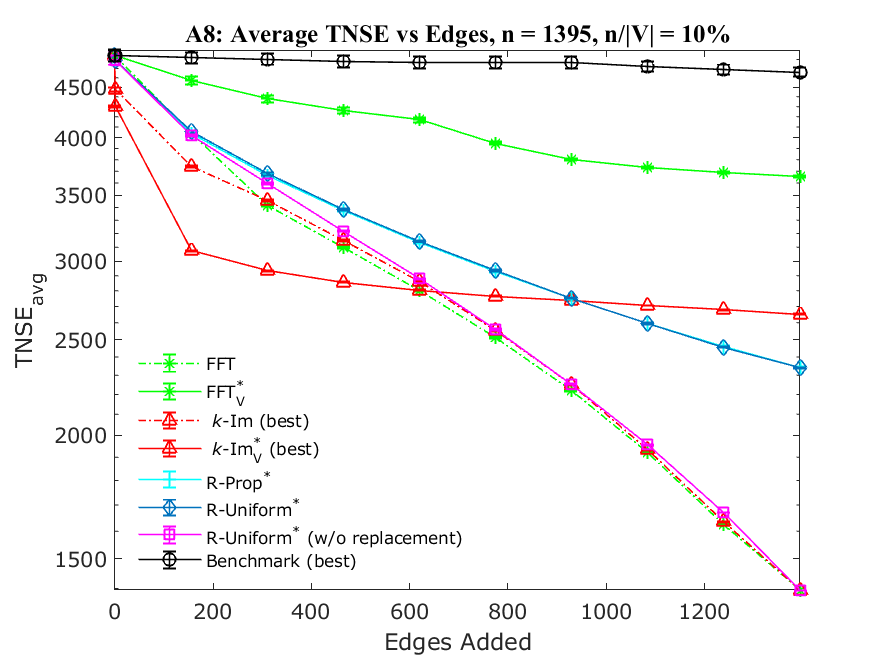 A8: Average TNSE vs Edges, n = 1395, n/|V| = 10%
4500
4000
3500
3000
2500
2000
1500
TNSE_avg
FFT
FFT*_V
k-Im (best)
k-Im*_V (best)
R-Prop*
R-Uniform*
R-Uniform* (w/o replacement)
Benchmark (best)
0 200 400 600 800 1000 1200
Edges Added